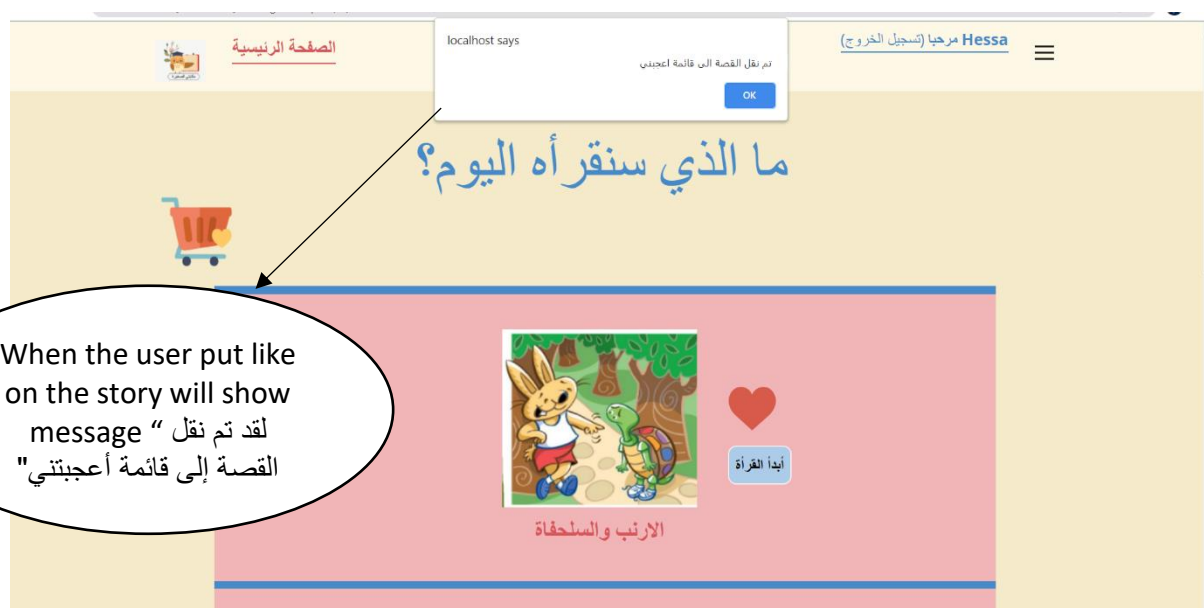 الصفحة الرئيسية
localhost says
تم نقل القصة الى قائمة اعجبني
OK
Hessa مرحبا (تسجيل الخروج)
ما الذي سنقرأه اليوم؟
When the user put like
on the story will show
message “ لقد تم نقل
القصة إلى قائمة أعجبتني"
أبدأ القرأة
الارنب والسلحفاة